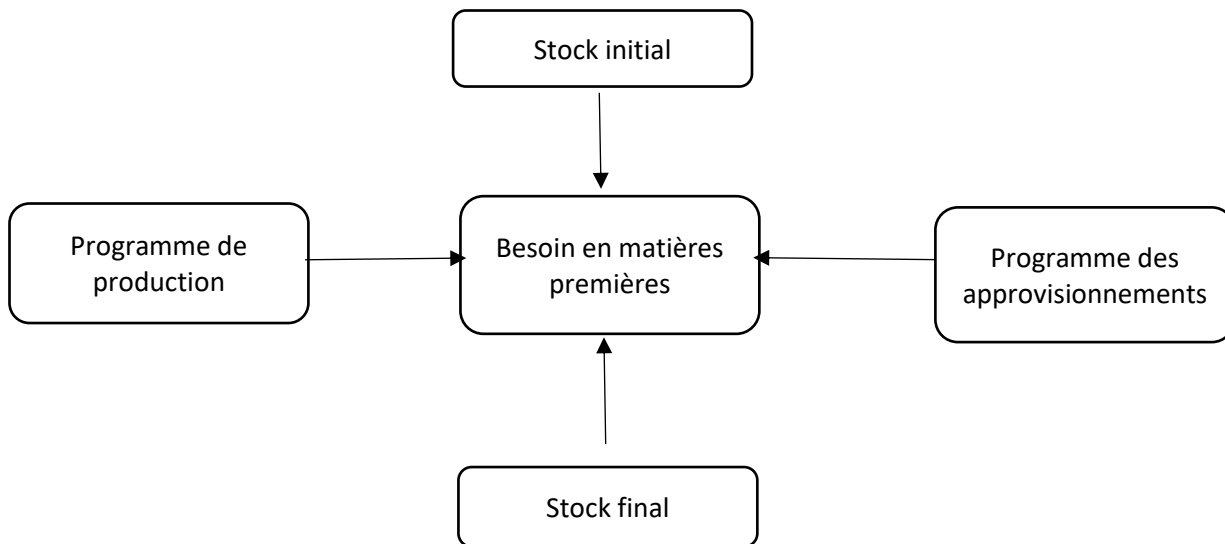 Stock initial
Programme de
production
Besoin en matières
premières
Programme des
approvisionnements
Stock final